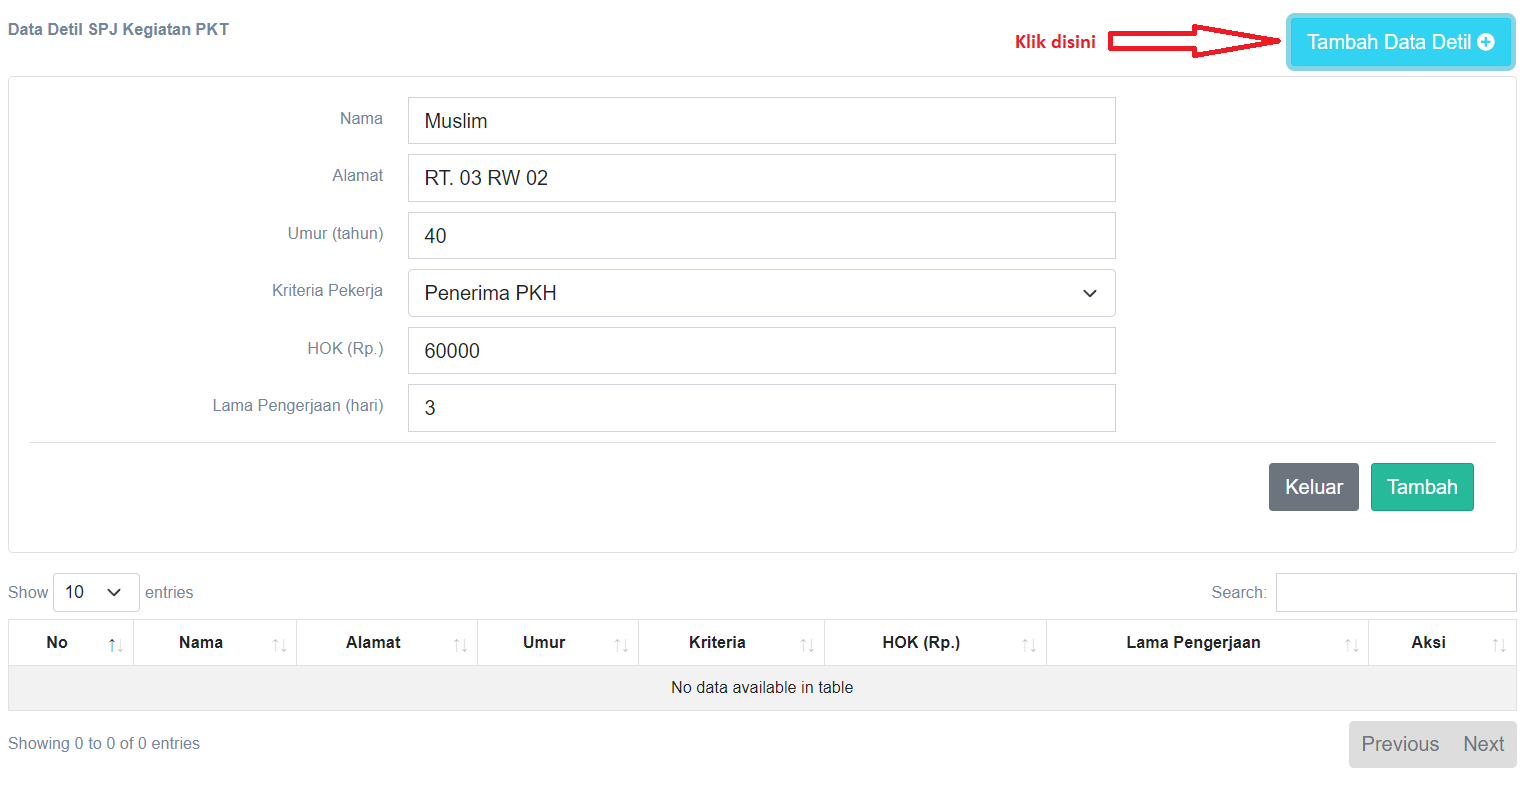 Data Detil SPJ Kegiatan PKT
Klik disini
Tambah Data Detil
Nama
Muslim
Alamat
RT. 03 RW 02
Umur (tahun)
40
Kriteria Pekerja
Penerima PKH
HOK (Rp.)
60000
Lama Pengerjaan (hari)
3
Keluar
Tambah
Show 10 entries
Search:
No Nama Alamat Umur Kriteria HOK (Rp.) Lama Pengerjaan Aksi
No data available in table
Showing 0 to 0 of 0 entries
Previous Next